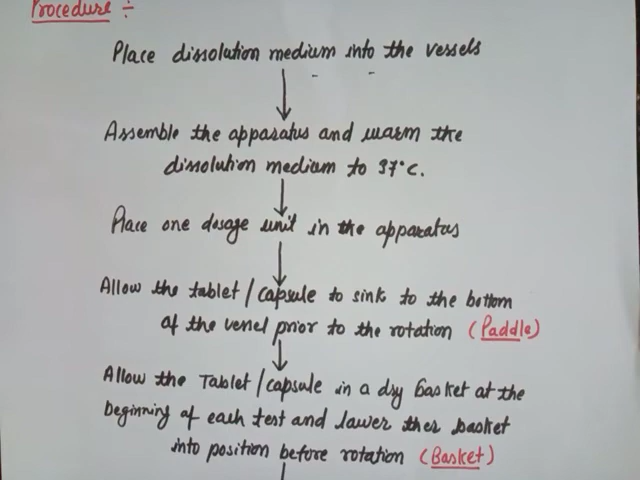 Procedure :-
Place dissolution medium into the vessels
Assemble the apparatus and warm the
dissolution medium to 37°C.
Place one dosage unit in the apparatus
Allow the tablet / capsule to sink to the bottom
of the vessel prior to the rotation (Paddle)
Allow the Tablet / capsule in a dry basket at the
beginning of each test and lower ther basket
into position before rotation (Basket)